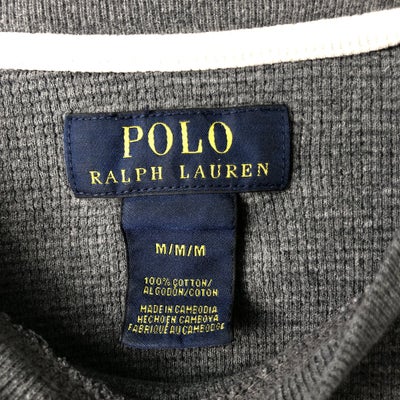 POLO
RALPH LAUREN
M/M/M
100% COTTON/
ALGODÓN/COTON
MADE IN CAMBODIA
HECHO EN CAMBOYA
FABRIQUÉ AU CAMBODGE